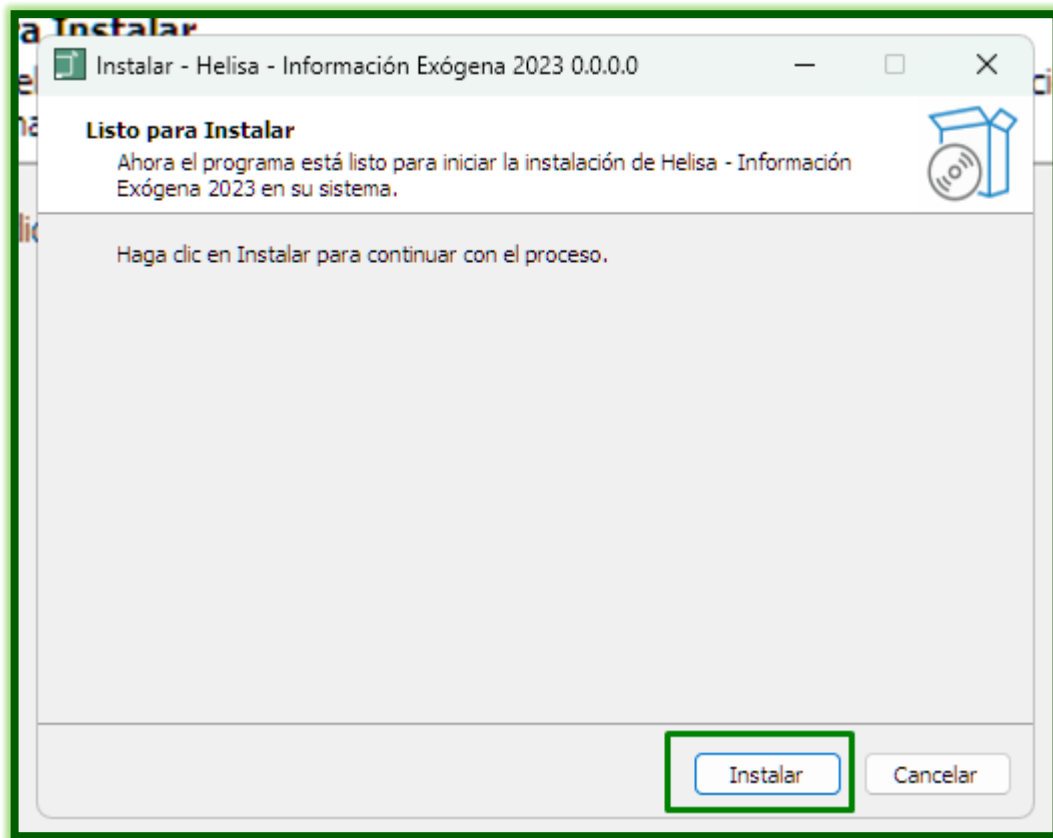 a Instalar
Instalar - Helisa - Información Exógena 2023 0.0.0.0
Listo para Instalar
Ahora el programa está listo para iniciar la instalación de Helisa - Información
Exógena 2023 en su sistema.
Haga clic en Instalar para continuar con el proceso.
Instalar
Cancelar